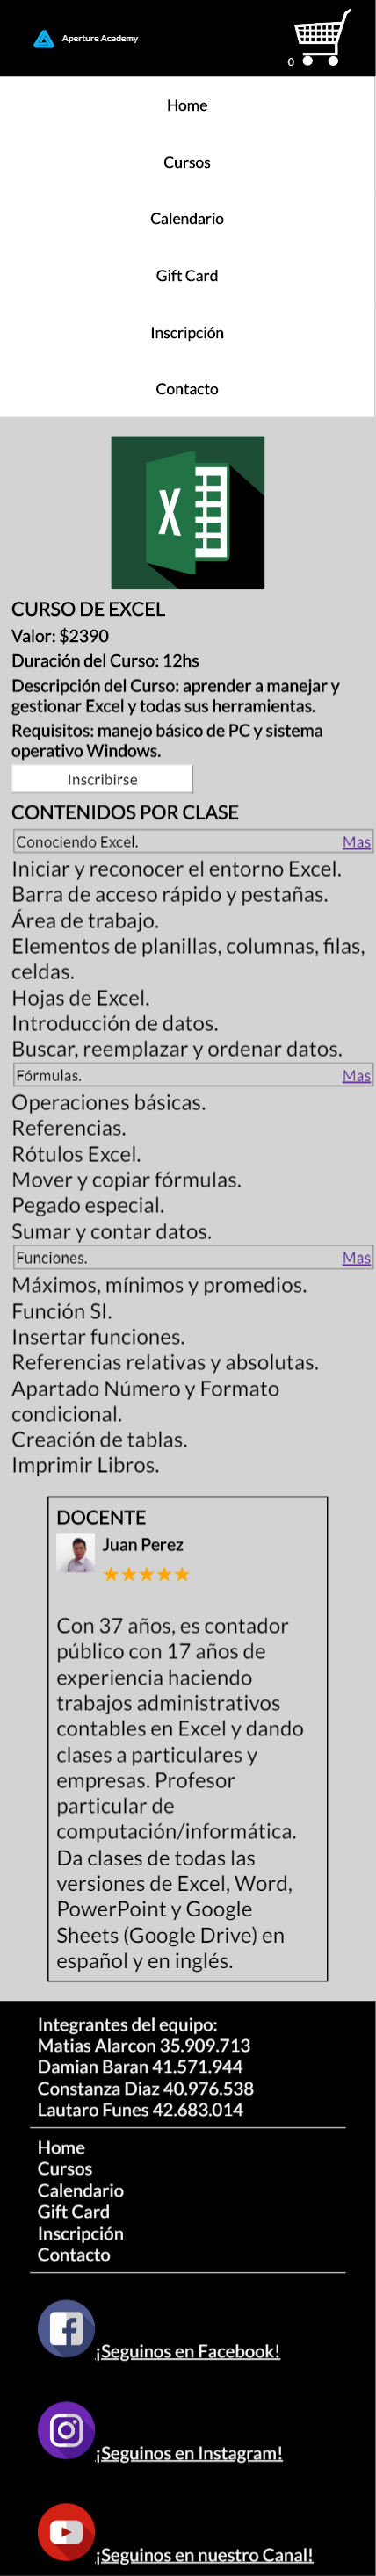 Aperture Academy
0
Home
Cursos
Calendario
Gift Card
Inscripción
Contacto
X
CURSO DE EXCEL
Valor: $2390
Duración del Curso: 12hs
Descripción del Curso: aprender a manejar y
gestionar Excel y todas sus herramientas.
Requisitos: manejo básico de PC y sistema
operativo Windows.
Inscribirse
CONTENIDOS POR CLASE
Conociendo Excel. Mas
Iniciar y reconocer el entorno Excel.
Barra de acceso rápido y pestañas.
Área de trabajo.
Elementos de planillas, columnas, filas,
celdas.
Hojas de Excel.
Introducción de datos.
Buscar, reemplazar y ordenar datos.
Fórmulas. Mas
Operaciones básicas.
Referencias.
Rótulos Excel.
Mover y copiar fórmulas.
Pegado especial.
Sumar y contar datos.
Funciones. Mas
Máximos, mínimos y promedios.
Función SI.
Insertar funciones.
Referencias relativas y absolutas.
Apartado Número y Formato
condicional.
Creación de tablas.
Imprimir Libros.
DOCENTE
Juan Perez
★★★★★
Con 37 años, es contador
público con 17 años de
experiencia haciendo
trabajos administrativos
contables en Excel y dando
clases a particulares y
empresas. Profesor
particular de
computación/informática.
Da clases de todas las
versiones de Excel, Word,
PowerPoint y Google
Sheets (Google Drive) en
español y en inglés.
Integrantes del equipo:
Matias Alarcon 35.909.713
Damian Baran 41.571.944
Constanza Diaz 40.976.538
Lautaro Funes 42.683.014
Home
Cursos
Calendario
Gift Card
Inscripción
Contacto
¡Seguinos en Facebook!
¡Seguinos en Instagram!
¡Seguinos en nuestro Canal!